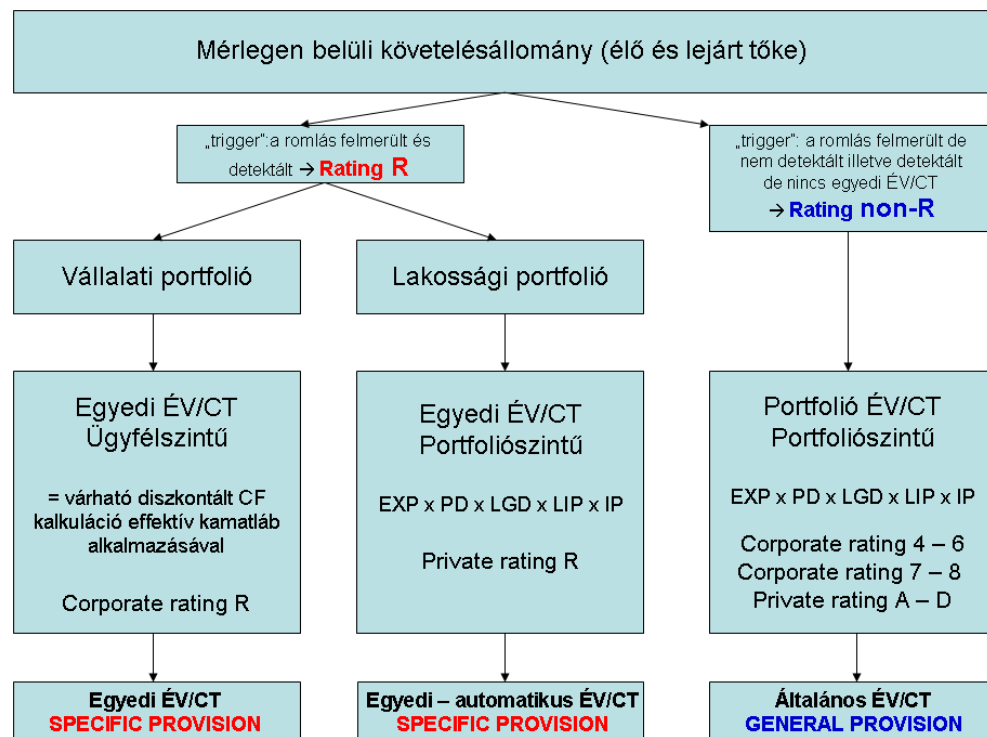 Mérlegen belüli követelésállomány (élő és lejárt tőke)
„trigger”:a romlás felmerült és
detektált → Rating R
„trigger”: a romlás felmerült de
nem detektált illetve detektált
de nincs egyedi ÉV/CT
→ Rating non-R
Vállalati portfolió
Lakossági portfolió
Egyedi ÉV/CT
Ügyfélszintű
= várható diszkontált CF
kalkuláció effektív kamatláb
alkalmazásával
Corporate rating R
Egyedi ÉV/CT
Portfoliószintű
EXP x PD x LGD x LIP x IP
Private rating R
Portfolió ÉV/CT
Portfoliószintű
EXP x PD x LGD x LIP x IP
Corporate rating 4 – 6
Corporate rating 7 – 8
Private rating A – D
Egyedi ÉV/CT
SPECIFIC PROVISION
Egyedi – automatikus ÉV/CT
SPECIFIC PROVISION
Általános ÉV/CT
GENERAL PROVISION